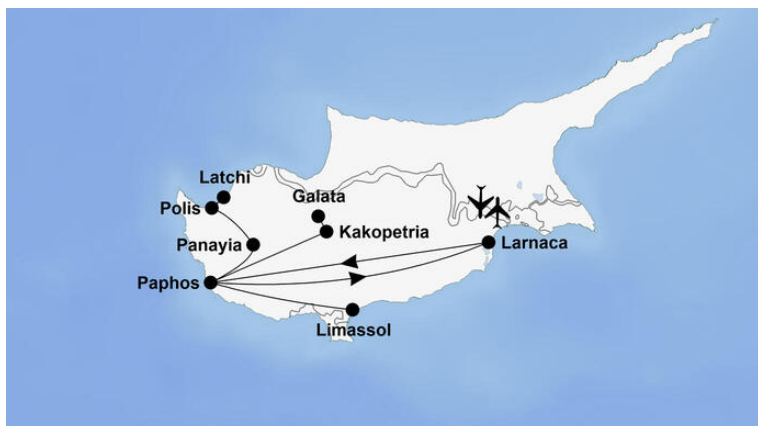 Latchi
Galata
Polis
Kakopetria
Panayia
Larnaca
Paphos
Limassol